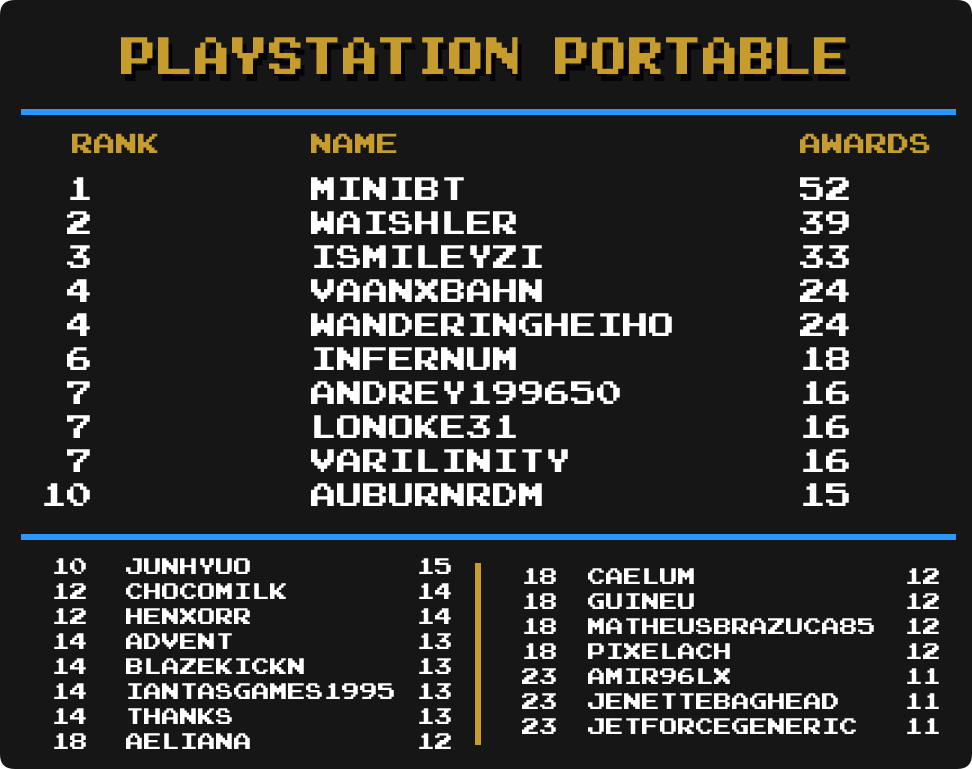 PLAYSTATION PORTABLE
RANK NAME AWARDS
1 MINIBT 52
2 WAISHLER 39
3 ISMILEYZI 33
4 VAANXBAHN 24
4 WANDERINGHEIHO 24
6 INFERNUM 18
7 ANDREY199650 16
7 LONOKE31 16
7 VARILINITY 16
10 AUBURNRDM 15
10 JUNHYUO 15
12 CHOCOMILK 14
12 HENXORR 14
14 ADVENT 13
14 BLAZEKICKN 13
14 IANTASGAMES1995 13
14 THANKS 13
18 AELIANA 12
18 CAELUM 12
18 GUINEU 12
18 MATHEUSBRAZUCA85 12
18 PIXELACH 12
23 AMIR96LX 11
23 JENETTEBAGHEAD 11
23 JETFORCEGENERIC 11